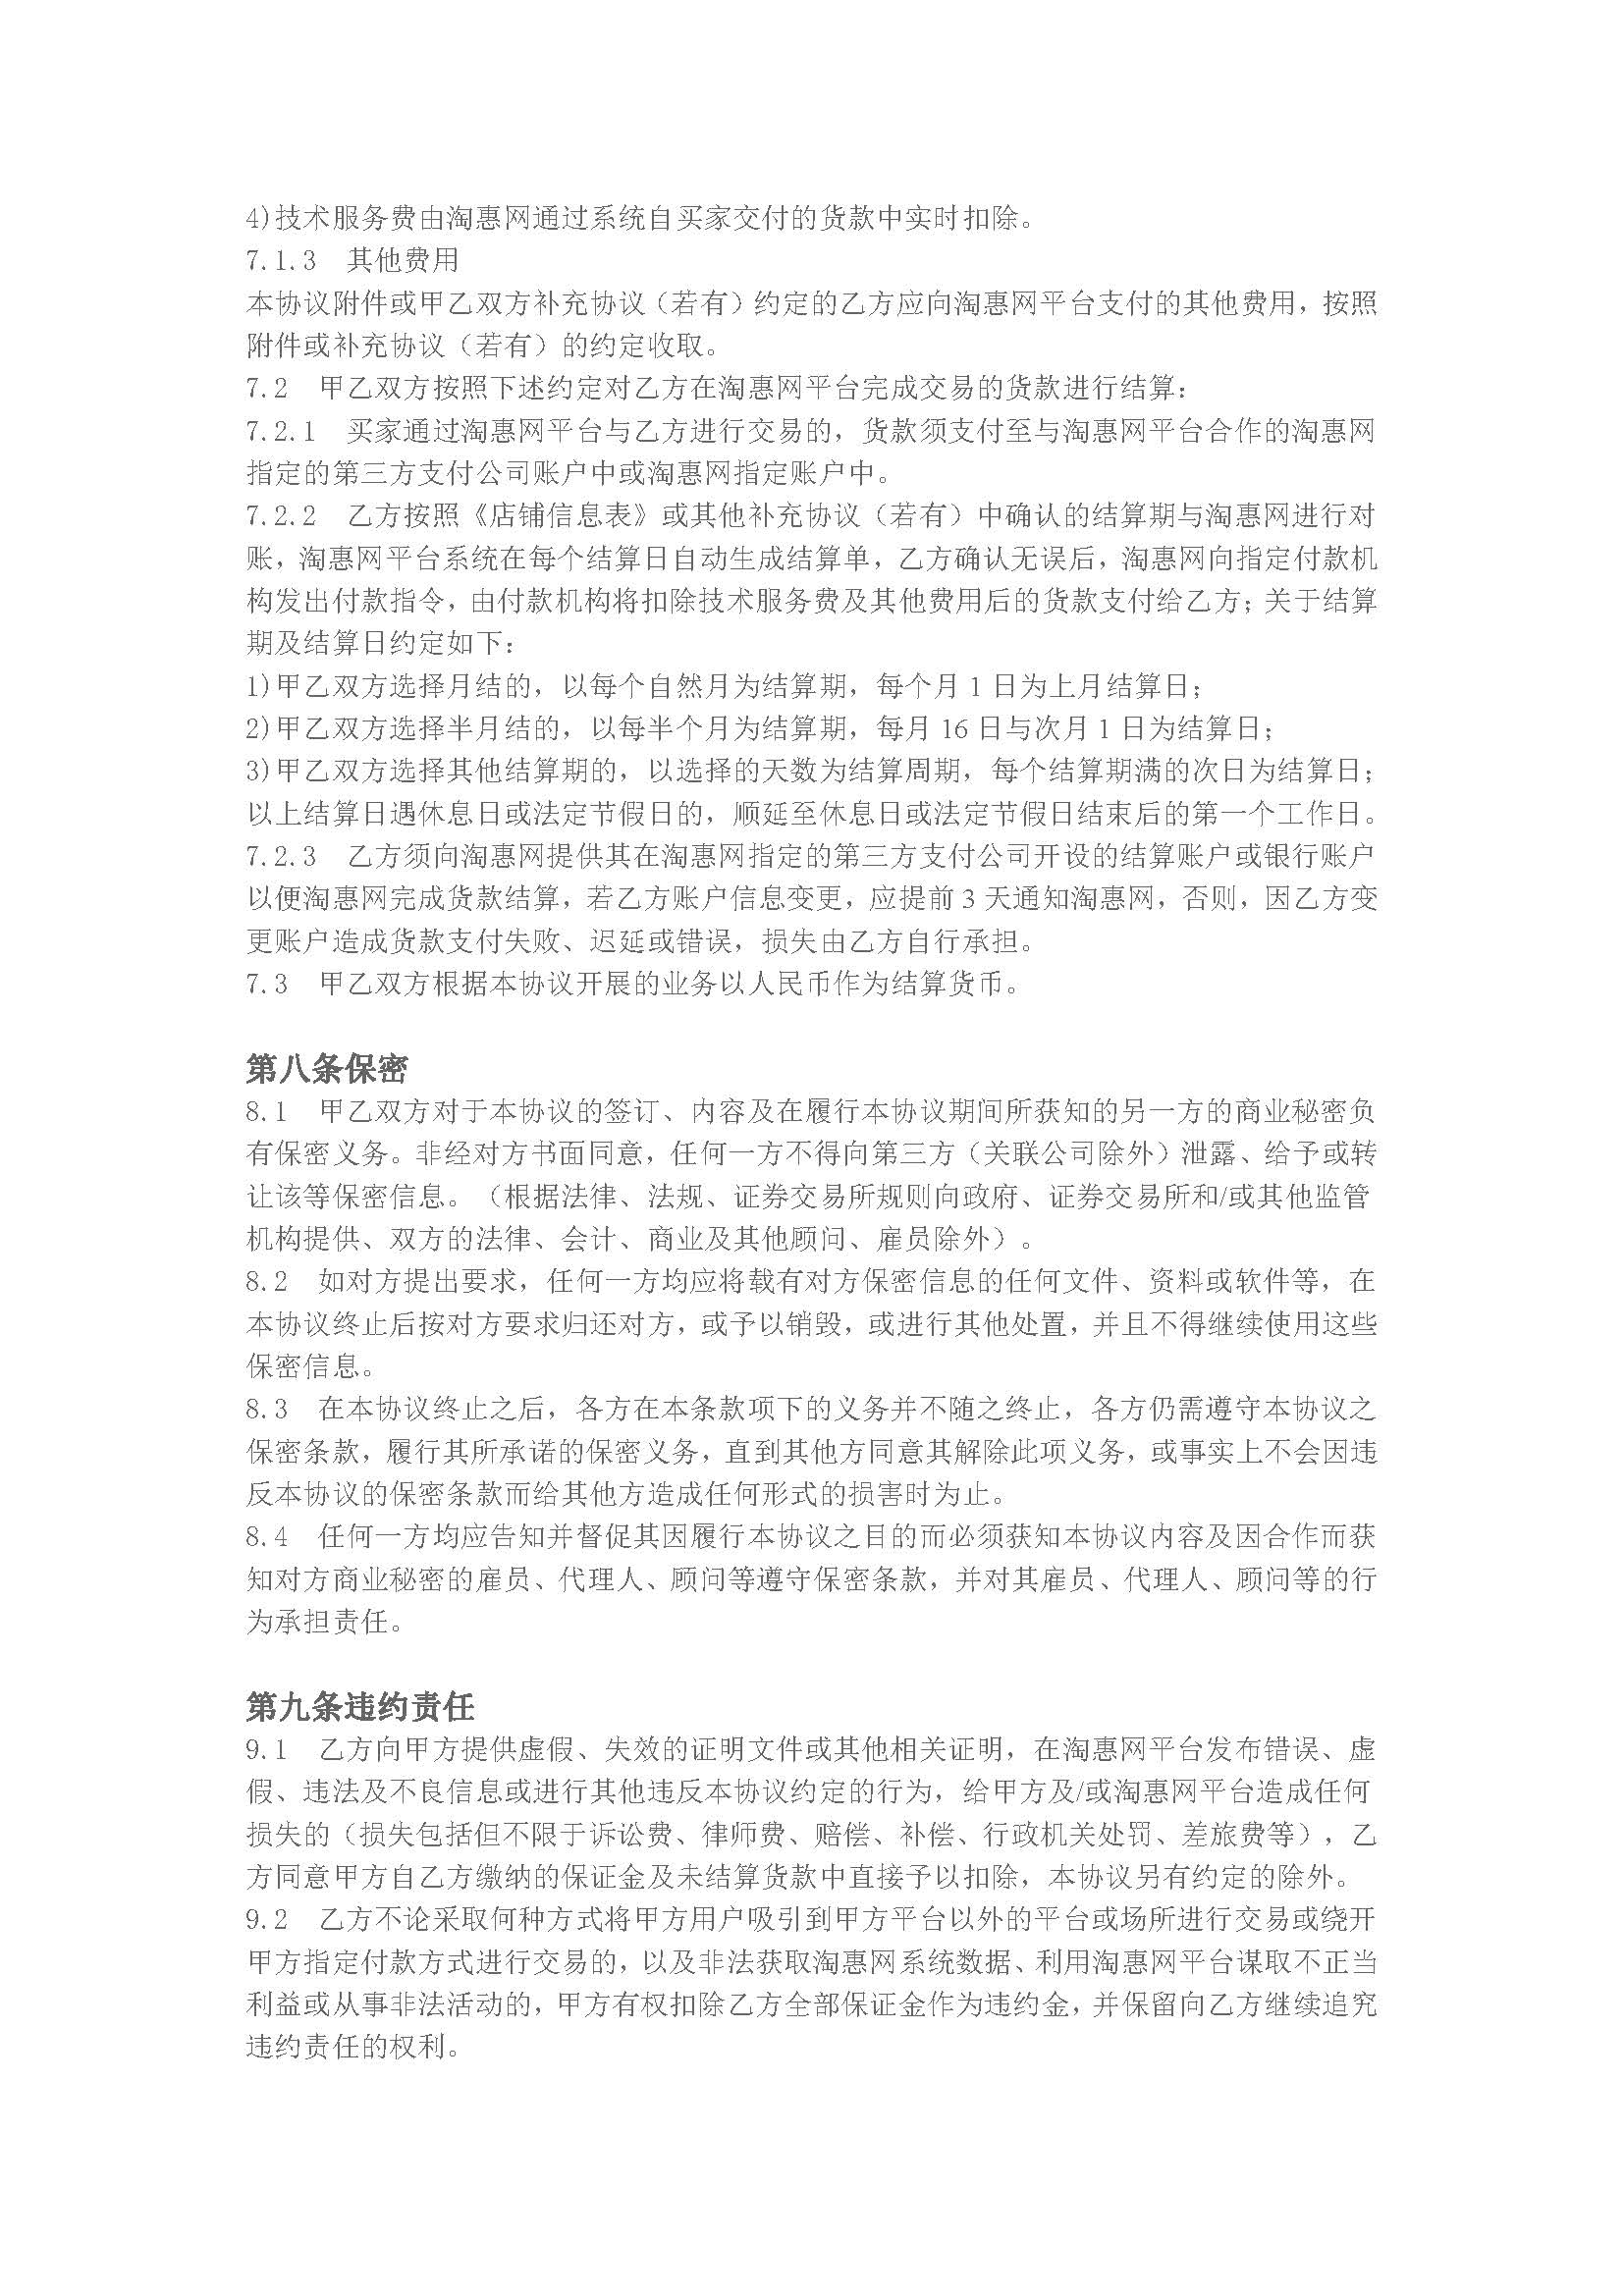 4)技术服务费由淘惠网通过系统自买家交付的货款中实时扣除。
7.1.3　其他费用
本协议附件或甲乙双方补充协议（若有）约定的乙方应向淘惠网平台支付的其他费用，按照
附件或补充协议（若有）的约定收取。
7.2　甲乙双方按照下述约定对乙方在淘惠网平台完成交易的货款进行结算：
7.2.1　买家通过淘惠网平台与乙方进行交易的，货款须支付至与淘惠网平台合作的淘惠网
指定的第三方支付公司账户中或淘惠网指定账户中。
7.2.2　乙方按照《店铺信息表》或其他补充协议（若有）中确认的结算期与淘惠网进行对
账，淘惠网平台系统在每个结算日自动生成结算单，乙方确认无误后，淘惠网向指定付款机
构发出付款指令，由付款机构将扣除技术服务费及其他费用后的货款支付给乙方；关于结算
期及结算日约定如下：
1)甲乙双方选择月结的，以每个自然月为结算期，每个月 1 日为上月结算日；
2)甲乙双方选择半月结的，以每半个月为结算期，每月 16 日与次月 1 日为结算日；
3)甲乙双方选择其他结算期的，以选择的天数为结算周期，每个结算期满的次日为结算日；
以上结算日遇休息日或法定节假日的，顺延至休息日或法定节假日结束后的第一个工作日。
7.2.3　乙方须向淘惠网提供其在淘惠网指定的第三方支付公司开设的结算账户或银行账户
以便淘惠网完成货款结算，若乙方账户信息变更，应提前 3 天通知淘惠网，否则，因乙方变
更账户造成货款支付失败、迟延或错误，损失由乙方自行承担。
7.3　甲乙双方根据本协议开展的业务以人民币作为结算货币。
第八条保密
8.1　甲乙双方对于本协议的签订、内容及在履行本协议期间所获知的另一方的商业秘密负
有保密义务。非经对方书面同意，任何一方不得向第三方（关联公司除外）泄露、给予或转
让该等保密信息。（根据法律、法规、证券交易所规则向政府、证券交易所和/或其他监管
机构提供、双方的法律、会计、商业及其他顾问、雇员除外）。
8.2　如对方提出要求，任何一方均应将载有对方保密信息的任何文件、资料或软件等，在
本协议终止后按对方要求归还对方，或予以销毁，或进行其他处置，并且不得继续使用这些
保密信息。
8.3　在本协议终止之后，各方在本条款项下的义务并不随之终止，各方仍需遵守本协议之
保密条款，履行其所承诺的保密义务，直到其他方同意其解除此项义务，或事实上不会因违
反本协议的保密条款而给其他方造成任何形式的损害时为止。
8.4　任何一方均应告知并督促其因履行本协议之目的而必须获知本协议内容及因合作而获
知对方商业秘密的雇员、代理人、顾问等遵守保密条款，并对其雇员、代理人、顾问等的行
为承担责任。
第九条违约责任
9.1　乙方向甲方提供虚假、失效的证明文件或其他相关证明，在淘惠网平台发布错误、虚
假、违法及不良信息或进行其他违反本协议约定的行为，给甲方及/或淘惠网平台造成任何
损失的（损失包括但不限于诉讼费、律师费、赔偿、补偿、行政机关处罚、差旅费等），乙
方同意甲方自乙方缴纳的保证金及未结算货款中直接予以扣除，本协议另有约定的除外。
9.2　乙方不论采取何种方式将甲方用户吸引到甲方平台以外的平台或场所进行交易或绕开
甲方指定付款方式进行交易的，以及非法获取淘惠网系统数据、利用淘惠网平台谋取不正当
利益或从事非法活动的，甲方有权扣除乙方全部保证金作为违约金，并保留向乙方继续追究
违约责任的权利。